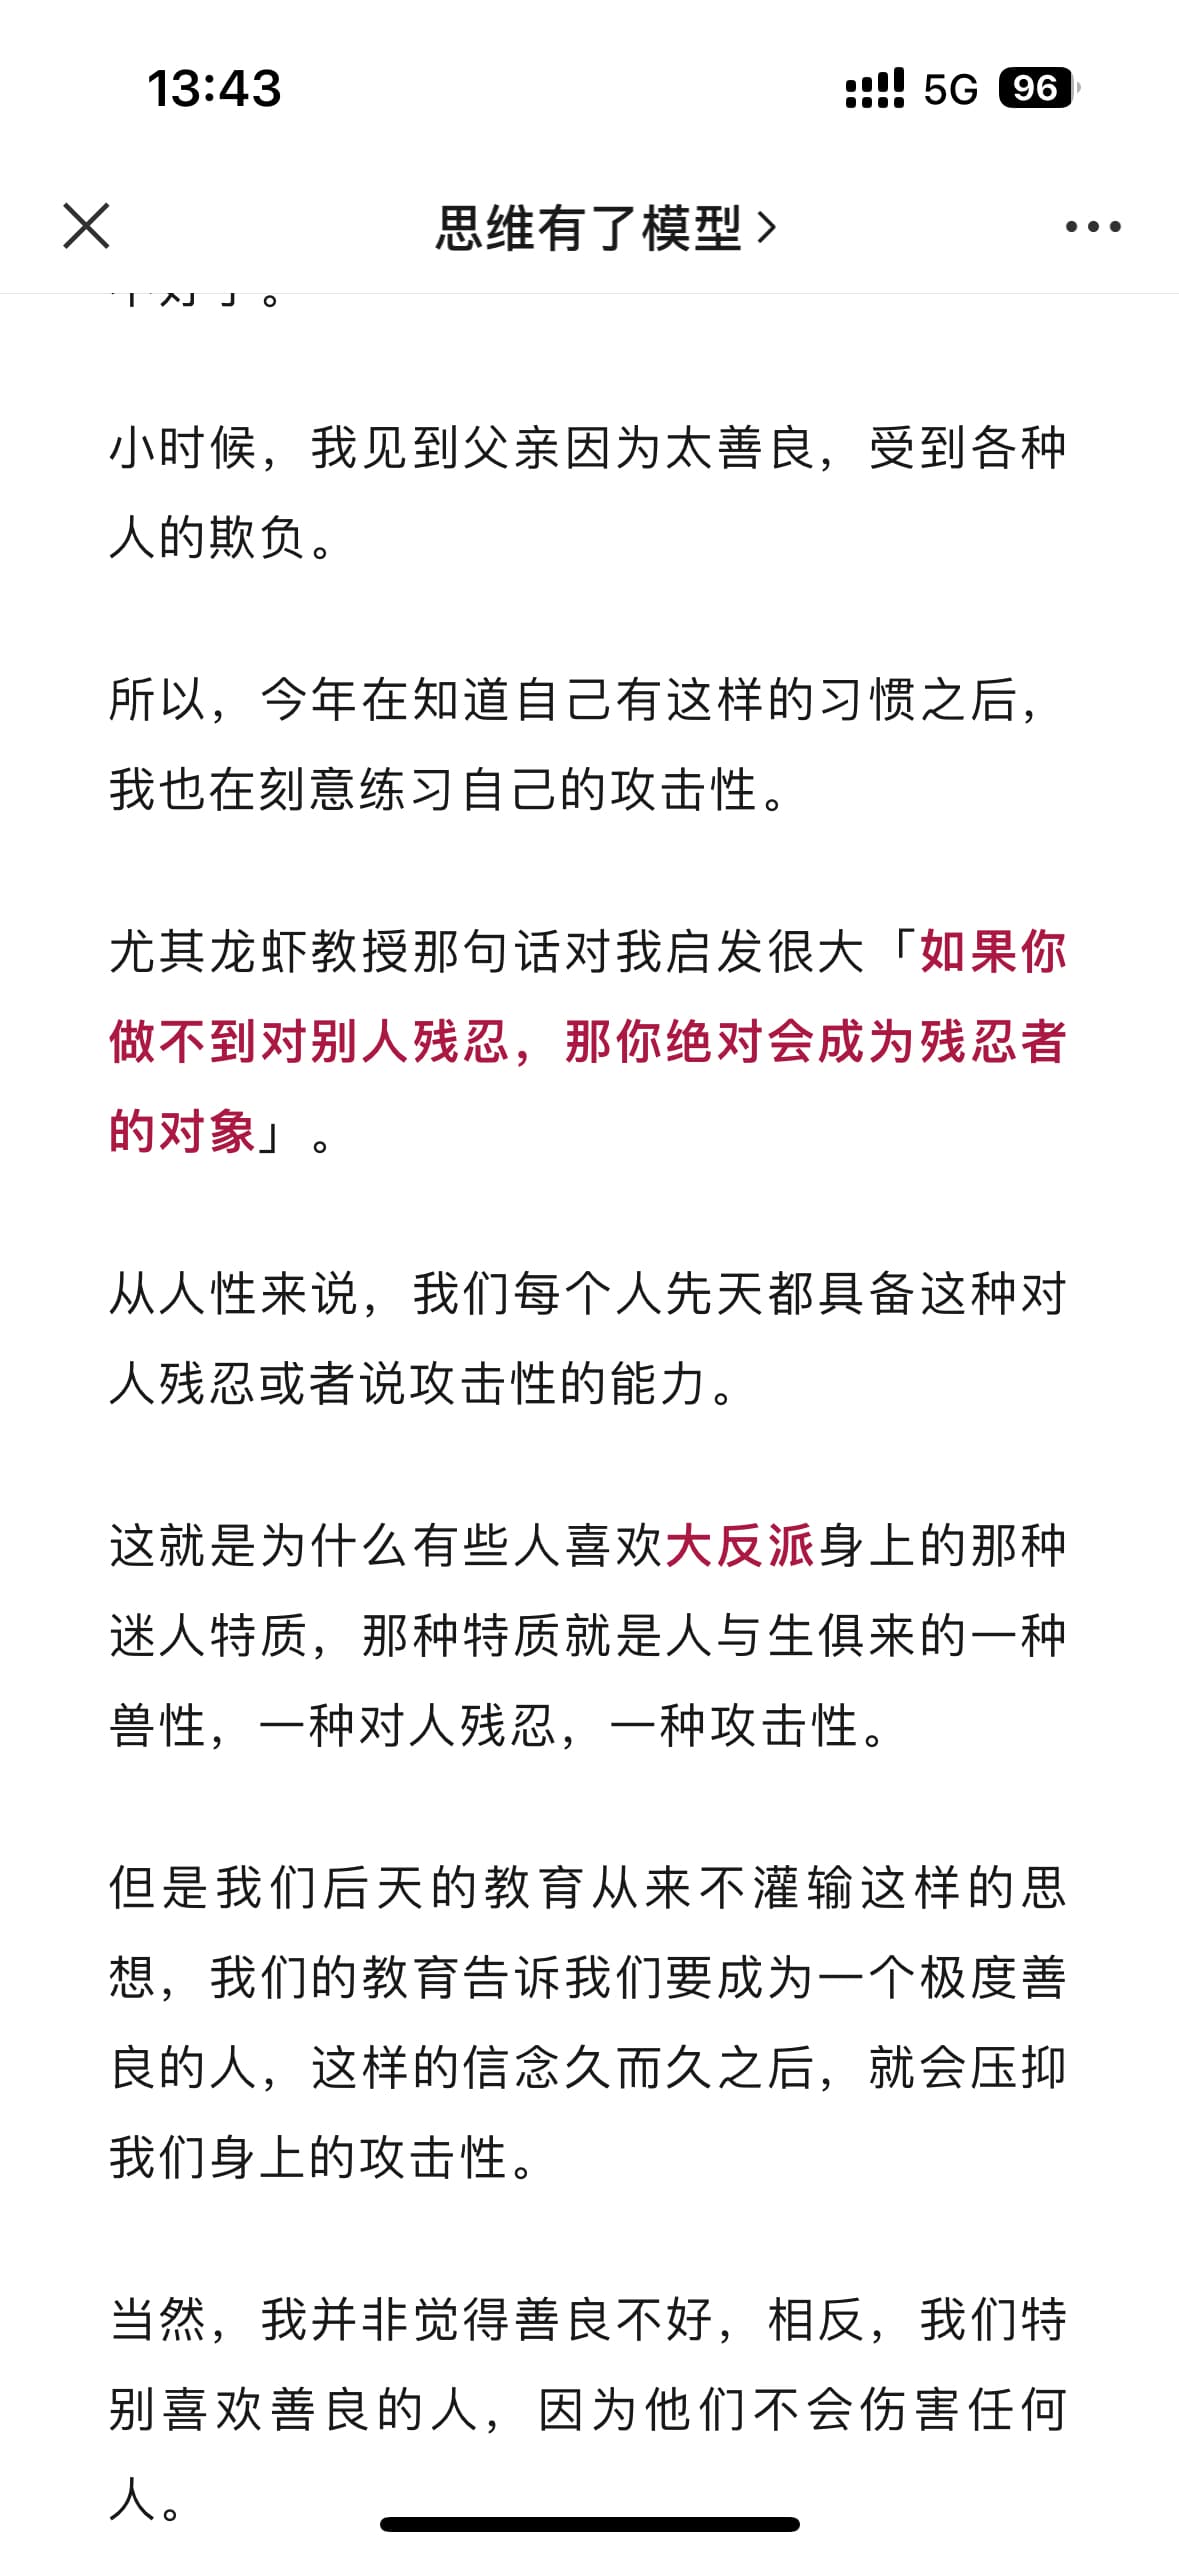 13:43
5G 96
思维有了模型
小时候，我见到父亲因为太善良，受到各种
人的欺负。
所以，今年在知道自己有这样的习惯之后，
我也在刻意练习自己的攻击性。
尤其龙虾教授那句话对我启发很大「如果你
做不到对别人残忍，那你绝对会成为残忍者
的对象」。
从人性来说，我们每个人先天都具备这种对
人残忍或者说攻击性的能力。
这就是为什么有些人喜欢大反派身上的那种
迷人特质，那种特质就是人与生俱来的一种
兽性，一种对人残忍，一种攻击性。
但是我们后天的教育从来不灌输这样的思
想，我们的教育告诉我们要成为一个极度善
良的人，这样的信念久而久之后，就会压抑
我们身上的攻击性。
当然，我并非觉得善良不好，相反，我们特
别喜欢善良的人，因为他们不会伤害任何
人。